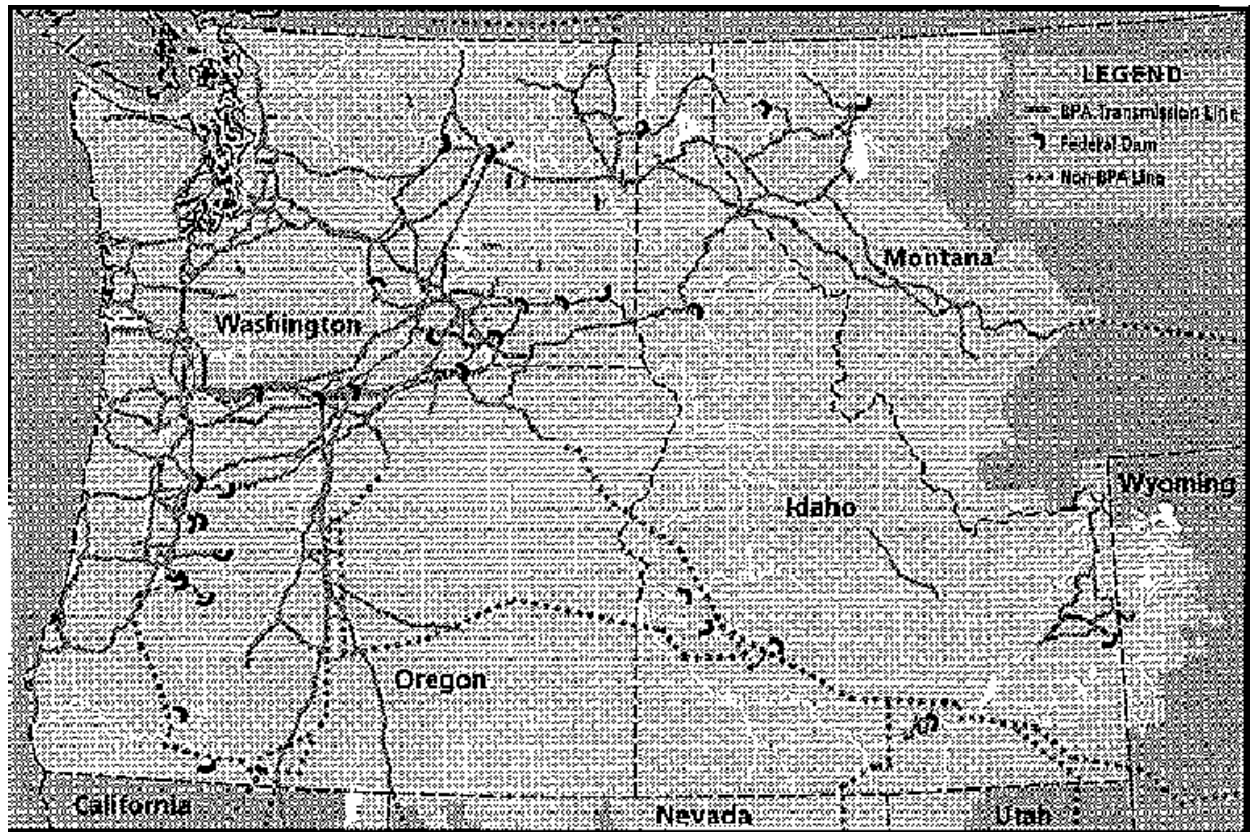 LEGEND
BPA Transmission Line
Federal Dam
Non-BPA Line
Montana
Washington
Wyoming
Idaho
Oregon
California
Nevada
Utah